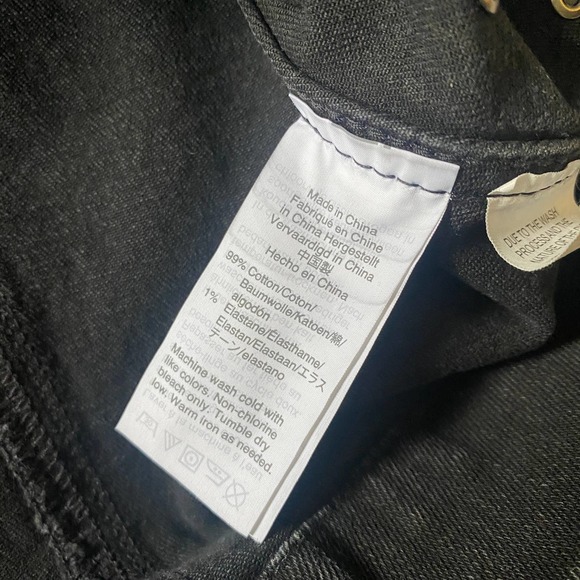 Made in China
Fabriqué en Chine
in China Hergestellt
Vervaardigd in China
中国製
Hecho en China
99% Cotton/Coton/
Baumwolle/Katoen/綿/
algodón
1% Elastane/Elasthanne/
Elastan/Elastaan/エラス
テーン/elastano
Machine wash cold with
like colors. Non-chlorine
bleach only. Tumble dry
low. Warm iron as needed.
DUE TO THE WASH
PROCESS AND THE